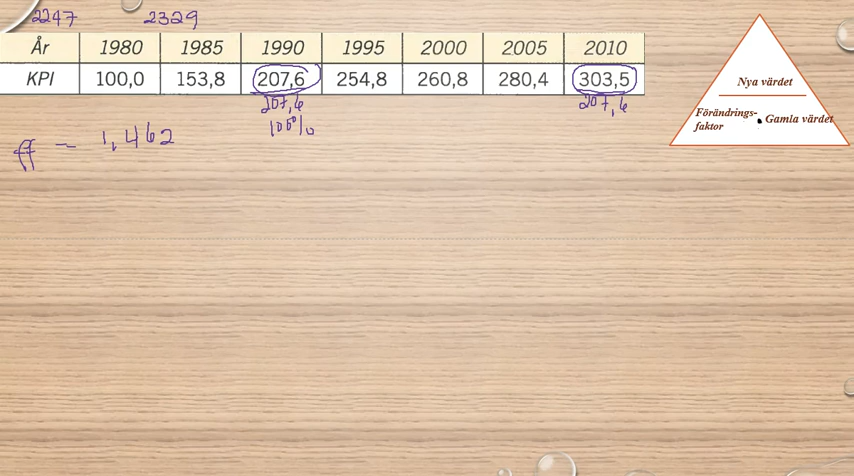 2247 2329
År 1980 1985 1990 1995 2000 2005 2010
KPI 100,0 153,8 207,6 254,8 260,8 280,4 303,5
207,6 207,6
100%
ff = 1,462
Nya värdet
Förändrings-
faktor • Gamla värdet